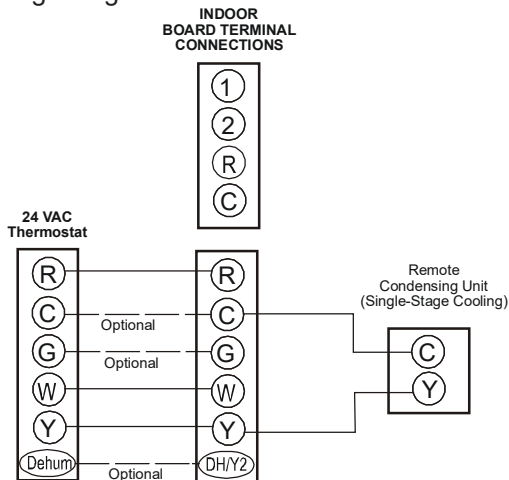 INDOOR
BOARD TERMINAL
CONNECTIONS
1
2
R
C
24 VAC
Thermostat
R
C
G
W
Y
Dehum
Optional
Optional
Optional
R
C
G
W
Y
DH/Y2
Remote
Condensing Unit
(Single-Stage Cooling)
C
Y